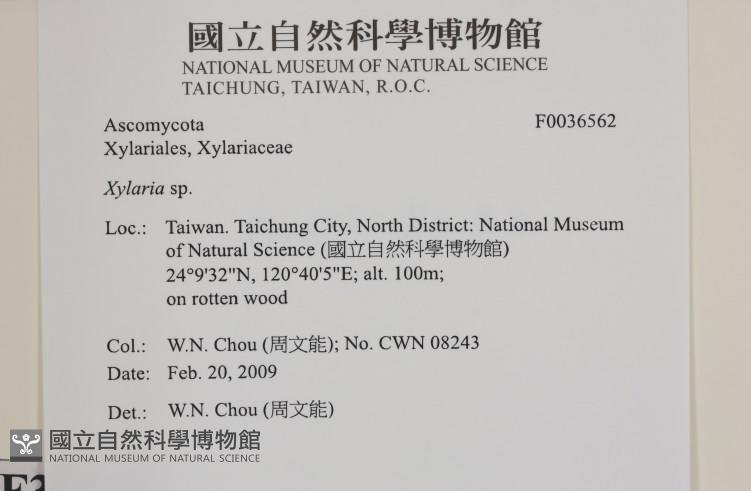 國立自然科學博物館
NATIONAL MUSEUM OF NATURAL SCIENCE
TAICHUNG, TAIWAN, R.O.C.
Ascomycota F0036562
Xylariales, Xylariaceae
Xylaria sp.
Loc.: Taiwan. Taichung City, North District: National Museum
of Natural Science (國立自然科學博物館)
24°9'32"N, 120°40'5"E; alt. 100m;
on rotten wood
Col.: W.N. Chou (周文能); No. CWN 08243
Date: Feb. 20, 2009
Det.: W.N. Chou (周文能)
國立自然科學博物館
NATIONAL MUSEUM OF NATURAL SCIENCE